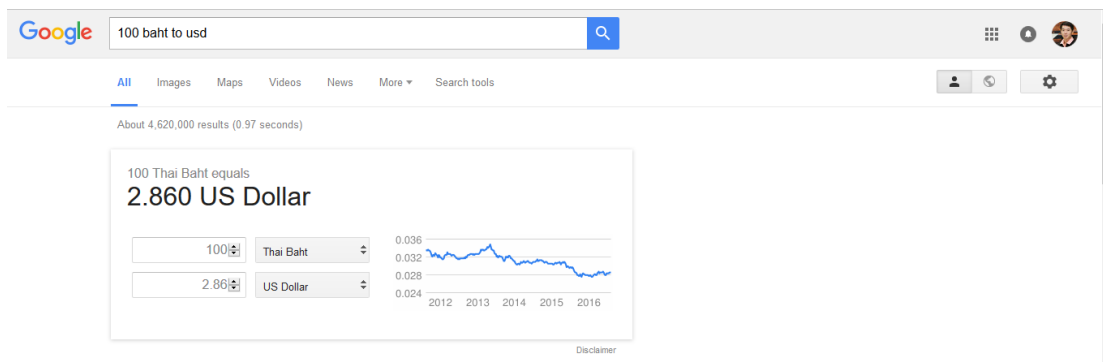 Google 100 baht to usd
All Images Maps Videos News More Search tools
About 4,620,000 results (0.97 seconds)
100 Thai Baht equals
2.860 US Dollar
100 Thai Baht
2.86 US Dollar
0.036
0.032
0.028
0.024
2012 2013 2014 2015 2016
Disclaimer